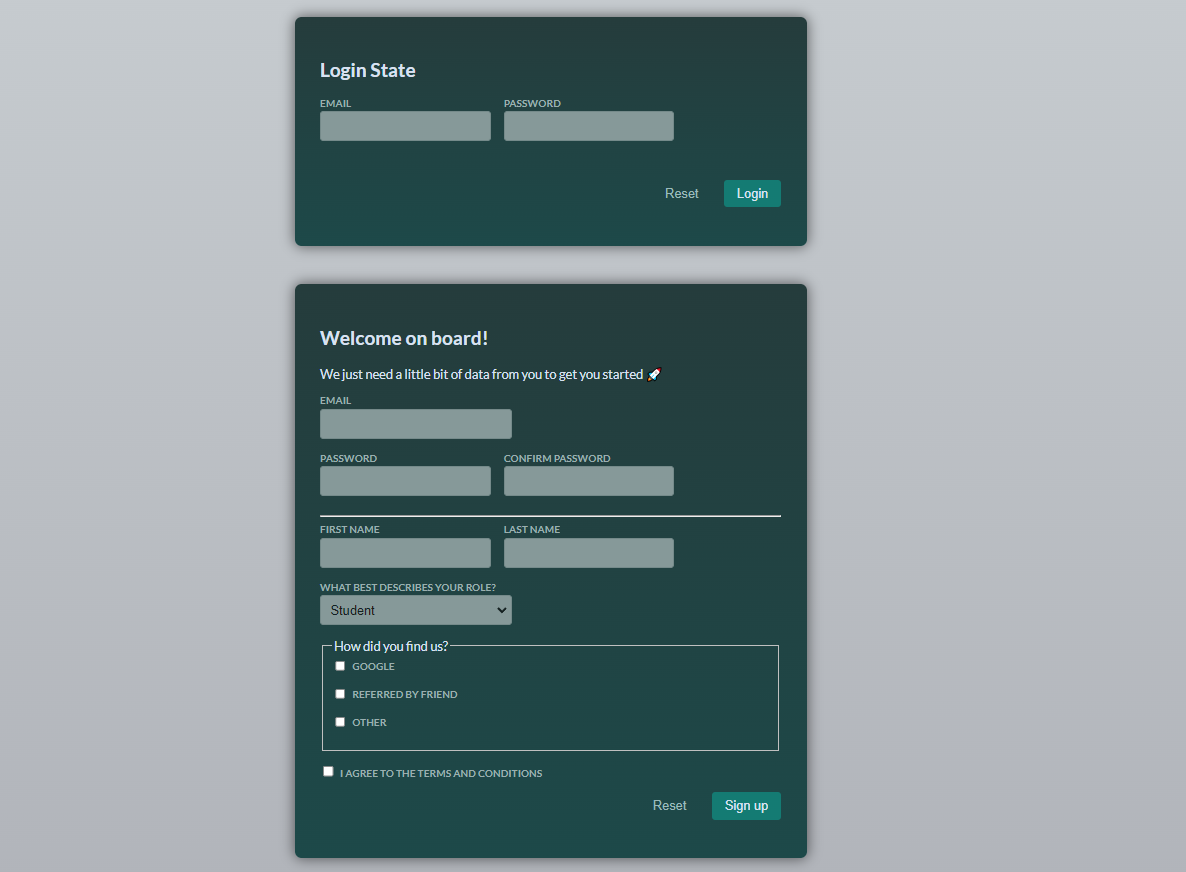 Login State
EMAIL PASSWORD
Reset Login
Welcome on board!
We just need a little bit of data from you to get you started 🚀
EMAIL
PASSWORD CONFIRM PASSWORD
FIRST NAME LAST NAME
WHAT BEST DESCRIBES YOUR ROLE?
Student
How did you find us?
GOOGLE
REFERRED BY FRIEND
OTHER
I AGREE TO THE TERMS AND CONDITIONS
Reset Sign up